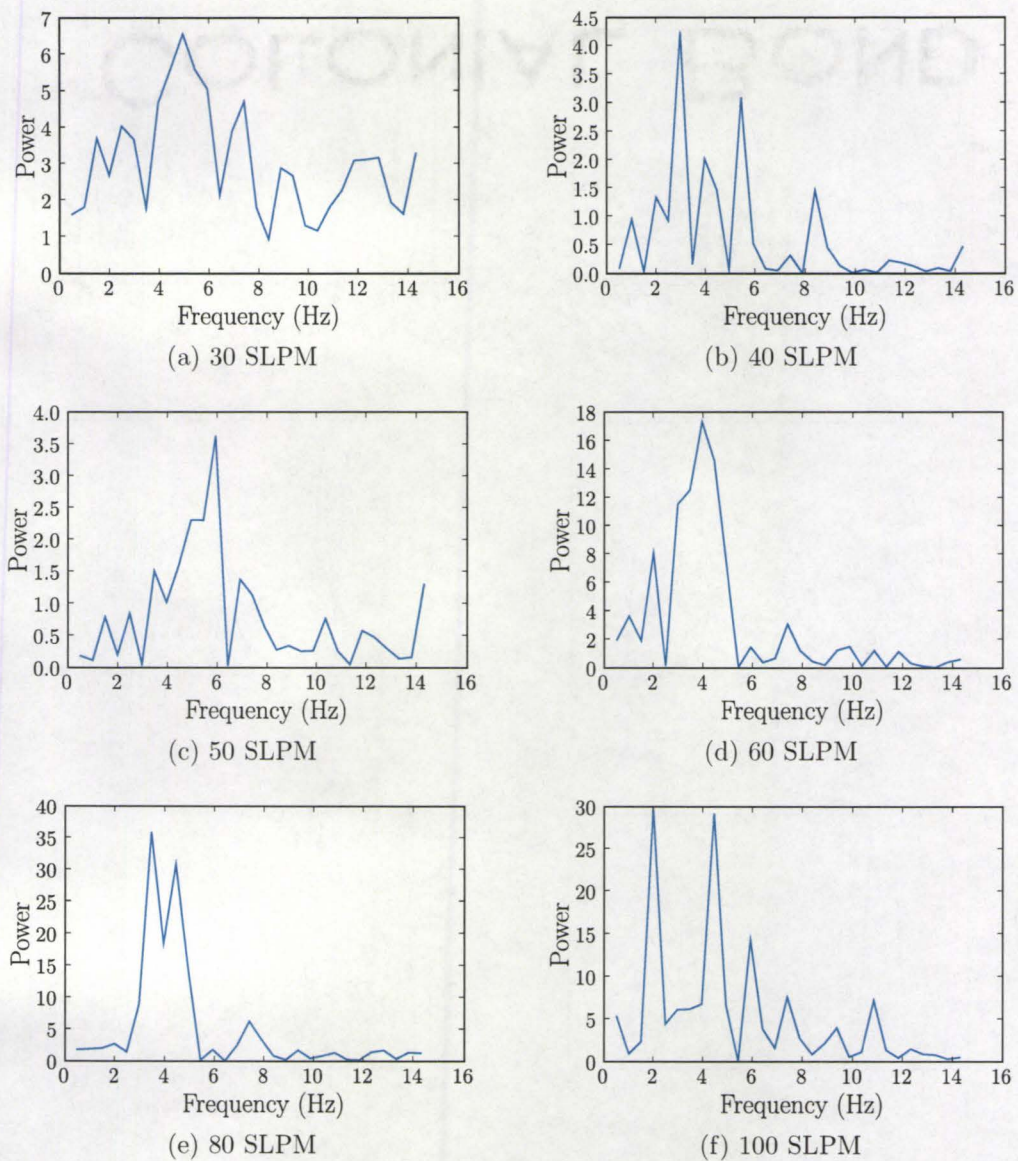 7
6
5
4
3
2
1
0
Power
0 2 4 6 8 10 12 14 16
Frequency (Hz)
(a) 30 SLPM
4.5
4.0
3.5
3.0
2.5
2.0
1.5
1.0
0.5
0.0
Power
0 2 4 6 8 10 12 14 16
Frequency (Hz)
(b) 40 SLPM
4.0
3.5
3.0
2.5
2.0
1.5
1.0
0.5
0.0
Power
0 2 4 6 8 10 12 14 16
Frequency (Hz)
(c) 50 SLPM
18
16
14
12
10
8
6
4
2
0
Power
0 2 4 6 8 10 12 14 16
Frequency (Hz)
(d) 60 SLPM
40
35
30
25
20
15
10
5
0
Power
0 2 4 6 8 10 12 14 16
Frequency (Hz)
(e) 80 SLPM
30
25
20
15
10
5
0
Power
0 2 4 6 8 10 12 14 16
Frequency (Hz)
(f) 100 SLPM
COLONIAL BOND